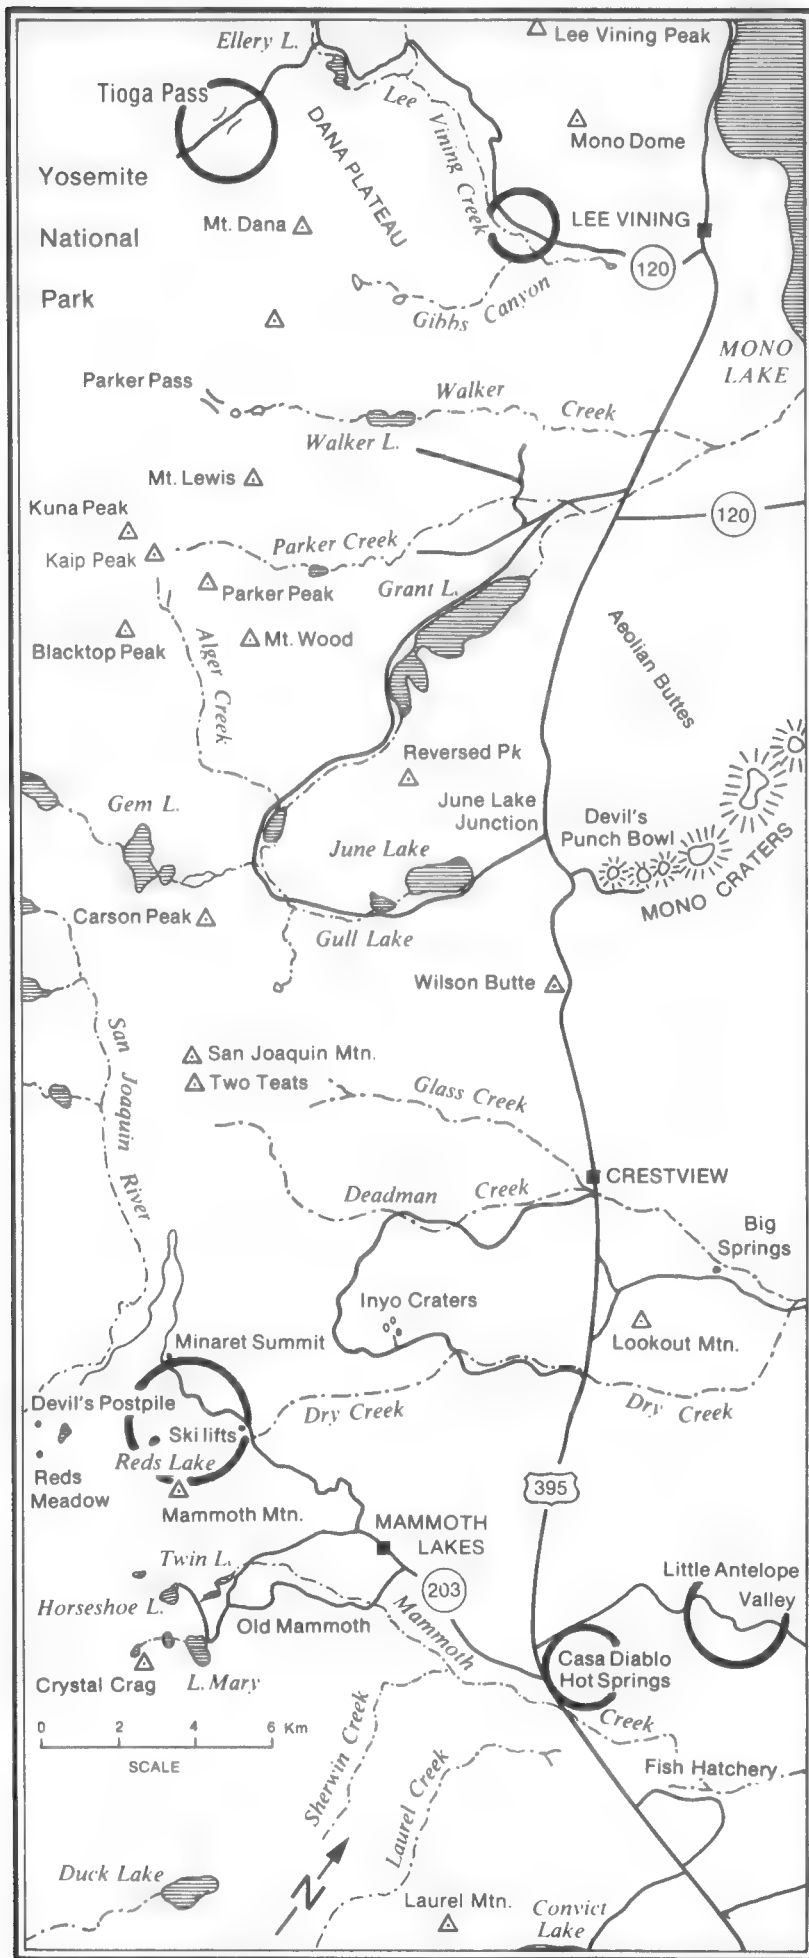 Ellery L.
Lee Vining Peak
Tioga Pass
Lee
Vining
Creek
DANA PLATEAU
Mono Dome
Yosemite
National
Park
Mt. Dana
LEE VINING
120
Gibbs Canyon
MONO
LAKE
Parker Pass
Walker
Creek
Walker L.
Mt. Lewis
Kuna Peak
120
Kaip Peak
Parker Creek
Parker Peak
Grant L.
Blacktop Peak
Mt. Wood
Alger
Creek
Aeolian Buttes
Reversed Pk
Gem L.
June Lake
Junction
Devil's
Punch Bowl
June Lake
MONO CRATERS
Carson Peak
Gull Lake
Wilson Butte
San Joaquin River
San Joaquin Mtn.
Two Teats
Glass Creek
CRESTVIEW
Deadman
Creek
Big
Springs
Inyo Craters
Minaret Summit
Lookout Mtn.
Devil's Postpile
Dry Creek
Dry Creek
Ski lifts
Reds Lake
Reds
Meadow
Mammoth Mtn.
395
MAMMOTH
LAKES
Twin L.
203
Little Antelope
Valley
Horseshoe L.
Old Mammoth
Mammoth
Casa Diablo
Hot Springs
Crystal Crag
L. Mary
Creek
0 2 4 6 Km
SCALE
Sherwin Creek
Laurel Creek
Fish Hatchery
Duck Lake
N
Laurel Mtn.
Convict
Lake